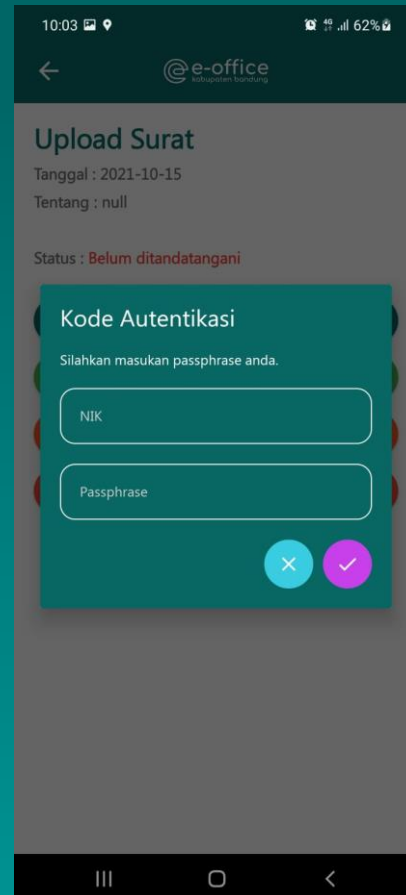 10:03 4G 62%
e-office
kabupaten bandung
Upload Surat
Tanggal : 2021-10-15
Tentang : null
Status : Belum ditandatangani
Kode Autentikasi
Silahkan masukan passphrase anda.
NIK
Passphrase